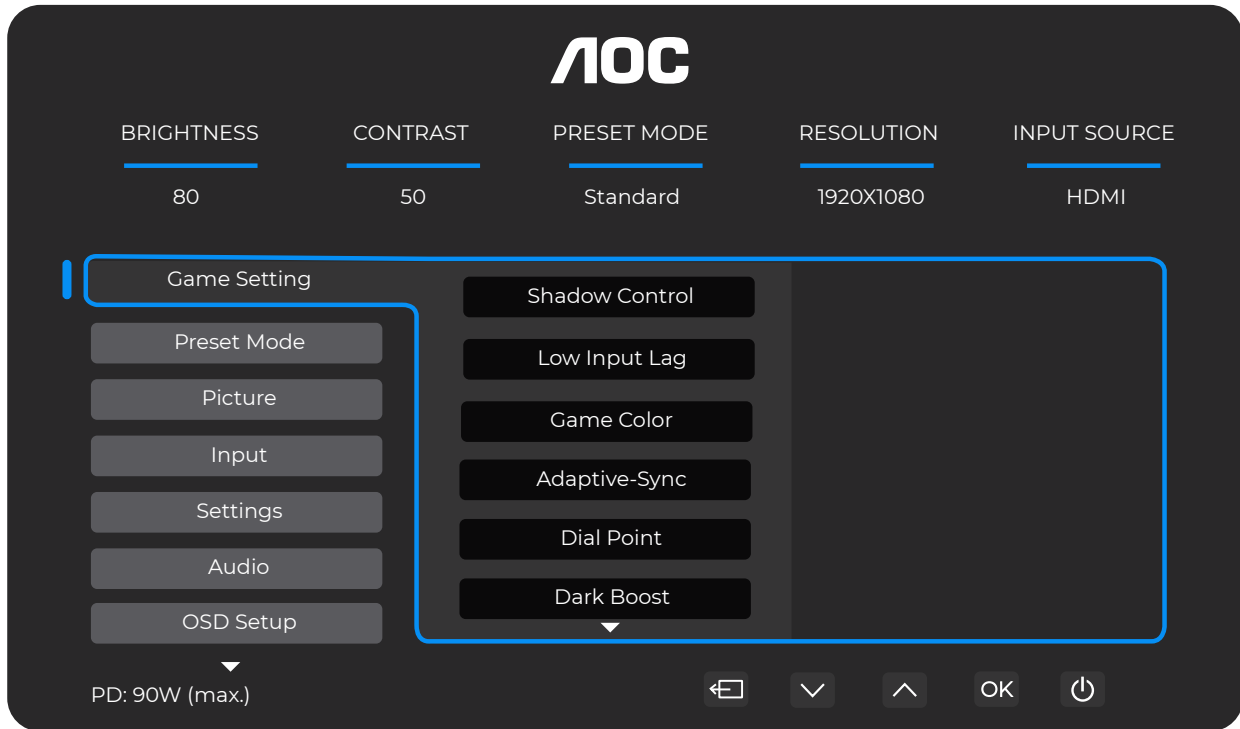 AOC
BRIGHTNESS CONTRAST PRESET MODE RESOLUTION INPUT SOURCE
80 50 Standard 1920X1080 HDMI
Game Setting
Preset Mode
Picture
Input
Settings
Audio
OSD Setup
Shadow Control
Low Input Lag
Game Color
Adaptive-Sync
Dial Point
Dark Boost
PD: 90W (max.)
OK